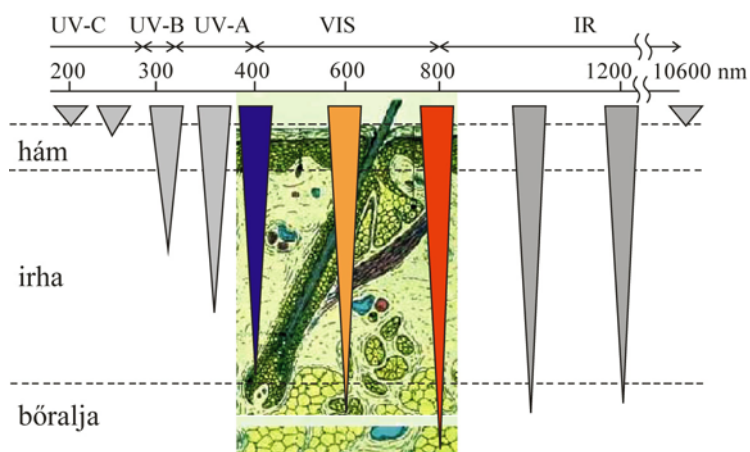 UV-C UV-B UV-A VIS IR
200 300 400 600 800 1200 10600 nm
hám
irha
bőralja